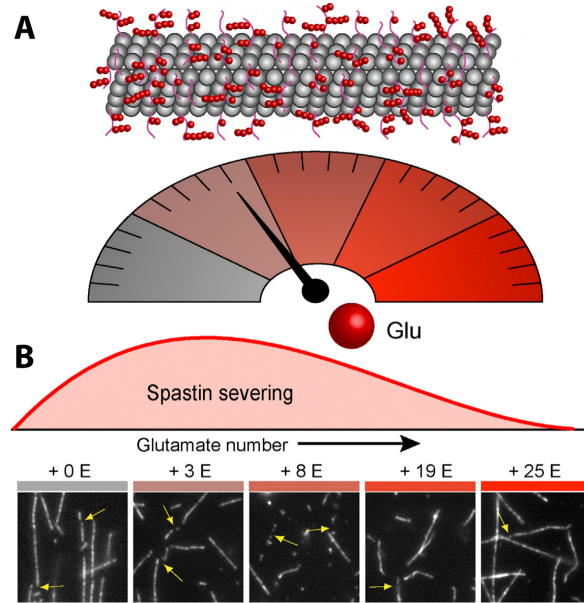 A
Glu
B
Spastin severing
Glutamate number
+ 0 E
+ 3 E
+ 8 E
+ 19 E
+ 25 E